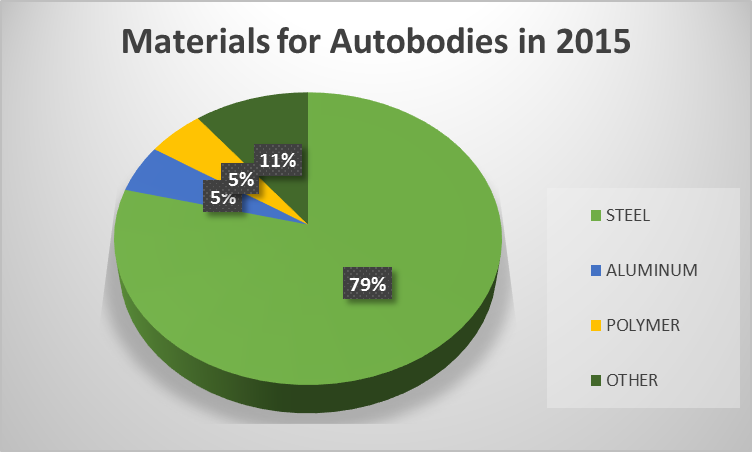 Materials for Autobodies in 2015
11%
5%
5%
79%
STEEL
ALUMINUM
POLYMER
OTHER